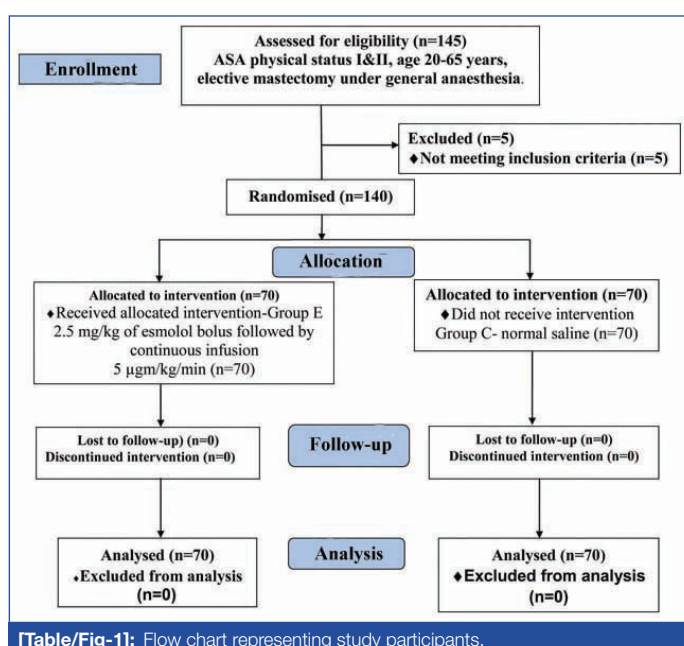 Assessed for eligibility (n=145)
ASA physical status I&II, age 20-65 years,
elective mastectomy under general anaesthesia.
Enrollment
Excluded (n=5)
♦Not meeting inclusion criteria (n=5)
Randomised (n=140)
Allocation
Allocated to intervention(n=70)
♦Received allocated intervention-Group E
2.5 mg/kg of esmolol bolus followed by
continuous infusion
5 µgm/kg/min (n=70)
Allocated to intervention (n=70)
♦Did not receive intervention
Group C- normal saline (n=70)
Lost to follow-up) (n=0)
Discontinued intervention (n=0)
Follow-up
Lost to follow-up (n=0)
Discontinued intervention (n=0)
Analysed (n=70)
♦Excluded from analysis
(n=0)
Analysis
Analysed (n=70)
♦Excluded from analysis
(n=0)
[Table/Fig-1]: Flow chart representing study participants.